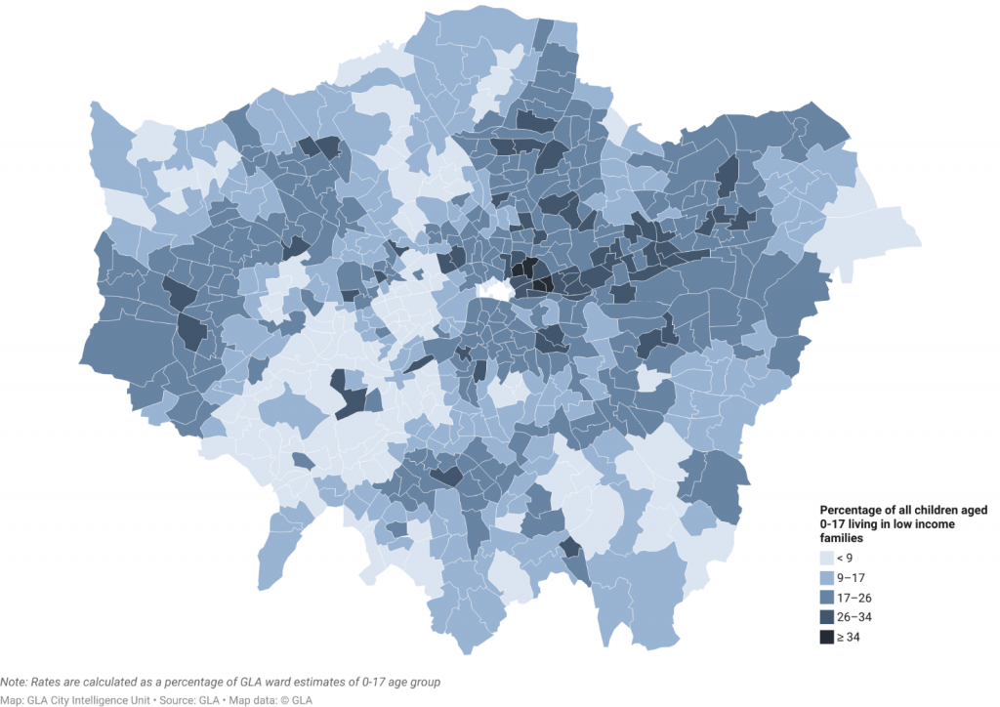 Percentage of all children aged
0-17 living in low income
families
< 9
9–17
17–26
26–34
≥ 34
Note: Rates are calculated as a percentage of GLA ward estimates of 0-17 age group
Map: GLA City Intelligence Unit • Source: GLA • Map data: © GLA